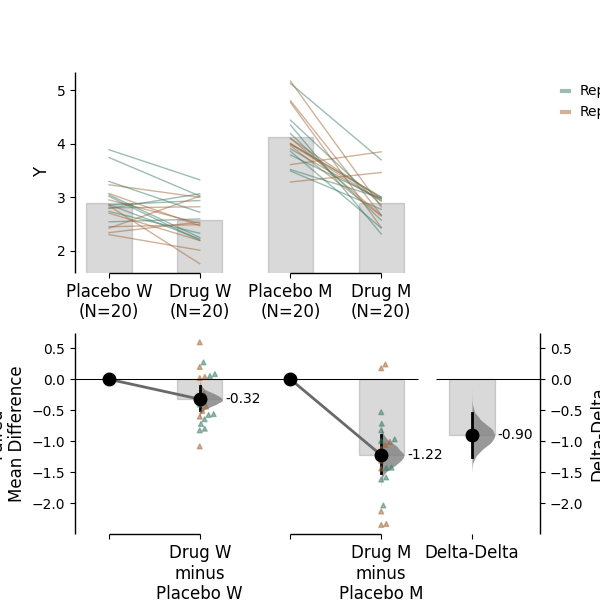 5
4
3
2
Y
Placebo W
(N=20)
Drug W
(N=20)
Placebo M
(N=20)
Drug M
(N=20)
Rep
Rep
0.5
0.0
−0.5
−1.0
−1.5
−2.0
Mean Difference
-0.32
-1.22
-0.90
0.5
0.0
−0.5
−1.0
−1.5
−2.0
Delta-Delta
Drug W
minus
Placebo W
Drug M
minus
Placebo M
Delta-Delta